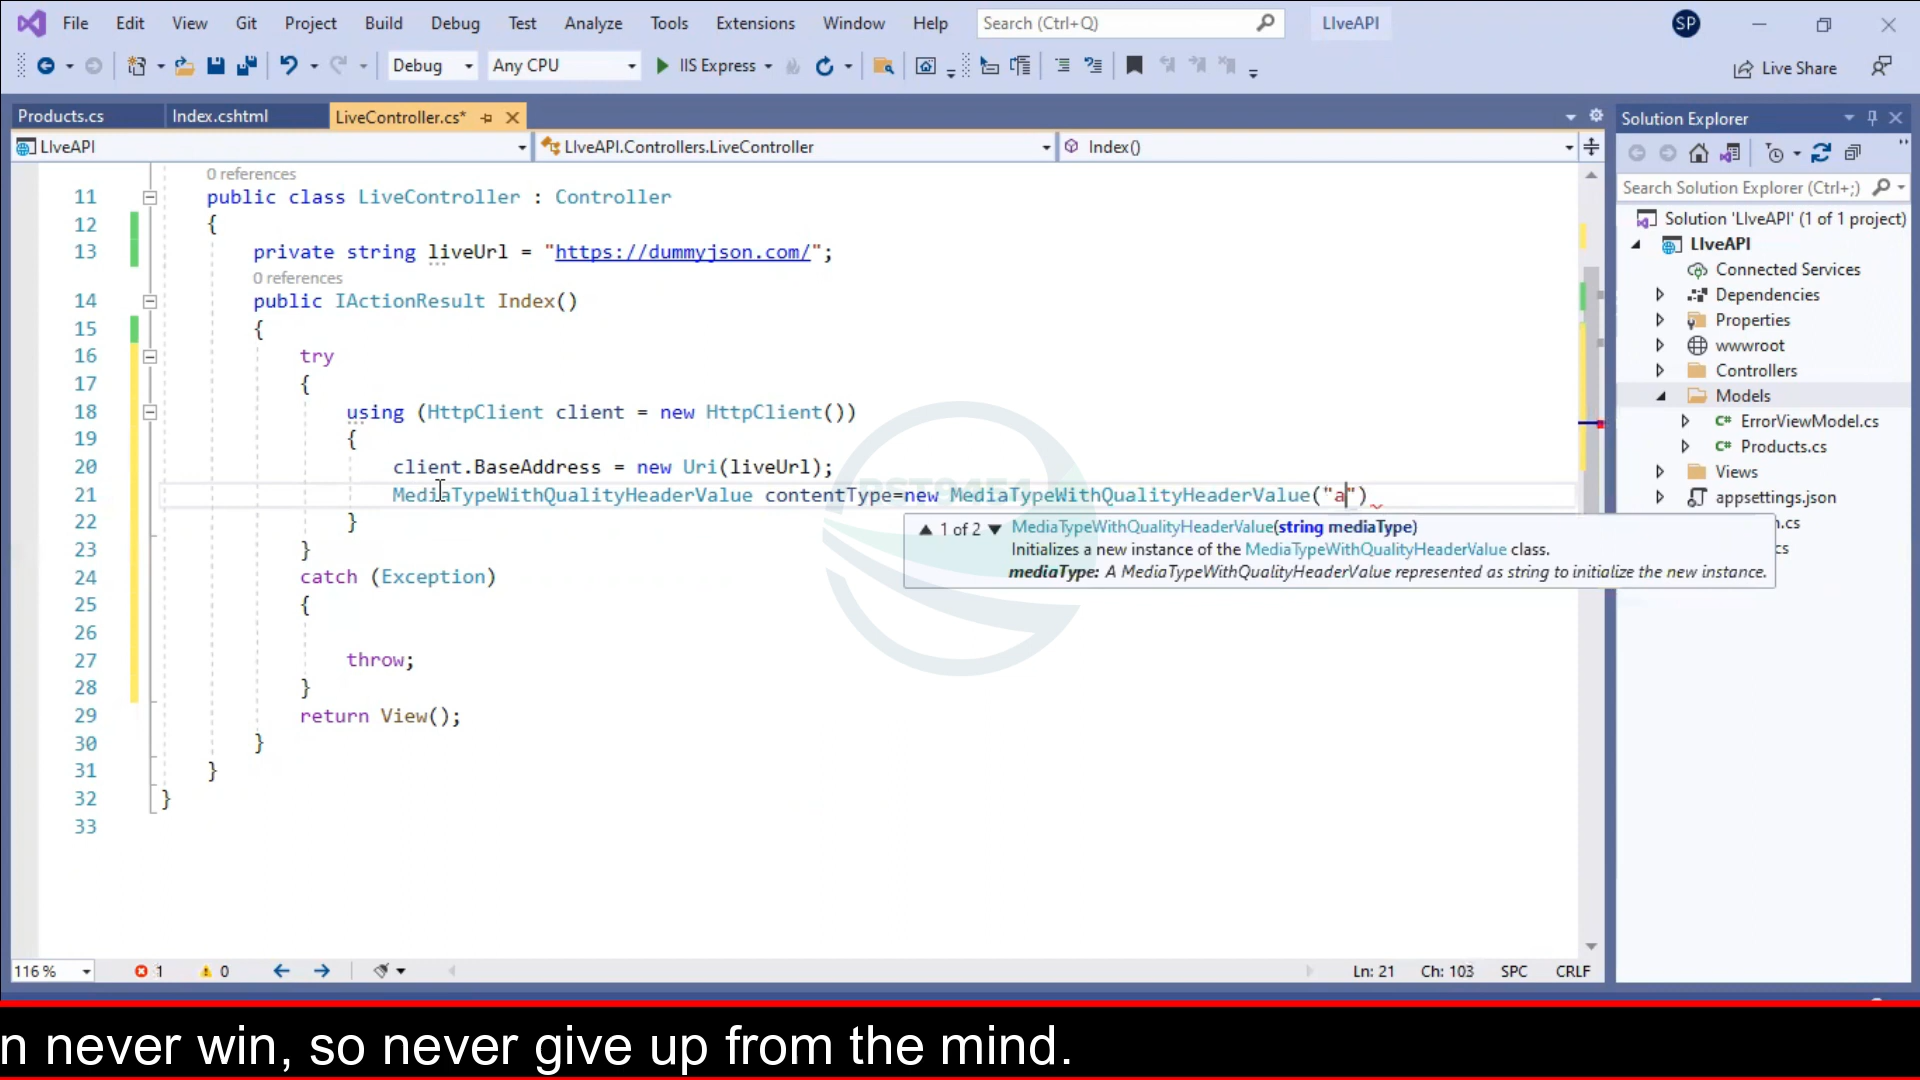 File Edit View Git Project Build Debug Test Analyze Tools Extensions Window Help Search (Ctrl+Q) LIveAPI SP
Debug Any CPU IIS Express Live Share
Products.cs Index.cshtml LiveController.cs*
LIveAPI LIveAPI.Controllers.LiveController Index()
0 references
11 public class LiveController : Controller
12 {
13 private string liveUrl = "https://dummyjson.com/";
0 references
14 public IActionResult Index()
15 {
16 try
17 {
18 using (HttpClient client = new HttpClient())
19 {
20 client.BaseAddress = new Uri(liveUrl);
21 MediaTypeWithQualityHeaderValue contentType=new MediaTypeWithQualityHeaderValue("a")
22 }
23 }
24 catch (Exception)
25 {
26
27 throw;
28 }
29 return View();
30 }
31 }
32 }
33
1 of 2 MediaTypeWithQualityHeaderValue(string mediaType)
Initializes a new instance of the MediaTypeWithQualityHeaderValue class.
mediaType: A MediaTypeWithQualityHeaderValue represented as string to initialize the new instance.
Solution Explorer
Search Solution Explorer (Ctrl+;)
Solution 'LIveAPI' (1 of 1 project)
LIveAPI
Connected Services
Dependencies
Properties
wwwroot
Controllers
Models
C# ErrorViewModel.cs
C# Products.cs
Views
appsettings.json
.cs
cs
116 % 1 0 Ln: 21 Ch: 103 SPC CRLF
n never win, so never give up from the mind.